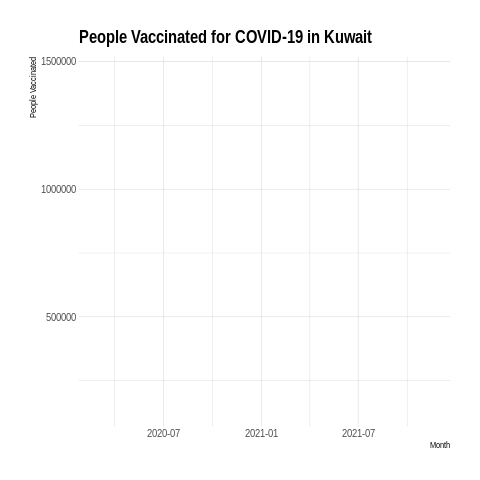 People Vaccinated for COVID-19 in Kuwait
People Vaccinated
1500000
1000000
500000
2020-07 2021-01 2021-07
Month